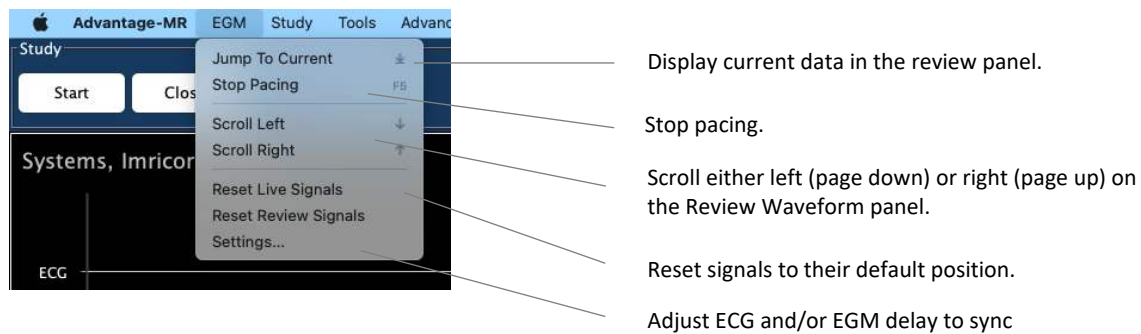 Advantage-MR EGM Study Tools Advanc
Study
Start Clos
Jump To Current
Stop Pacing F5
Scroll Left
Scroll Right
Reset Live Signals
Reset Review Signals
Settings...
Systems, Imricor
ECG
Display current data in the review panel.
Stop pacing.
Scroll either left (page down) or right (page up) on
the Review Waveform panel.
Reset signals to their default position.
Adjust ECG and/or EGM delay to sync